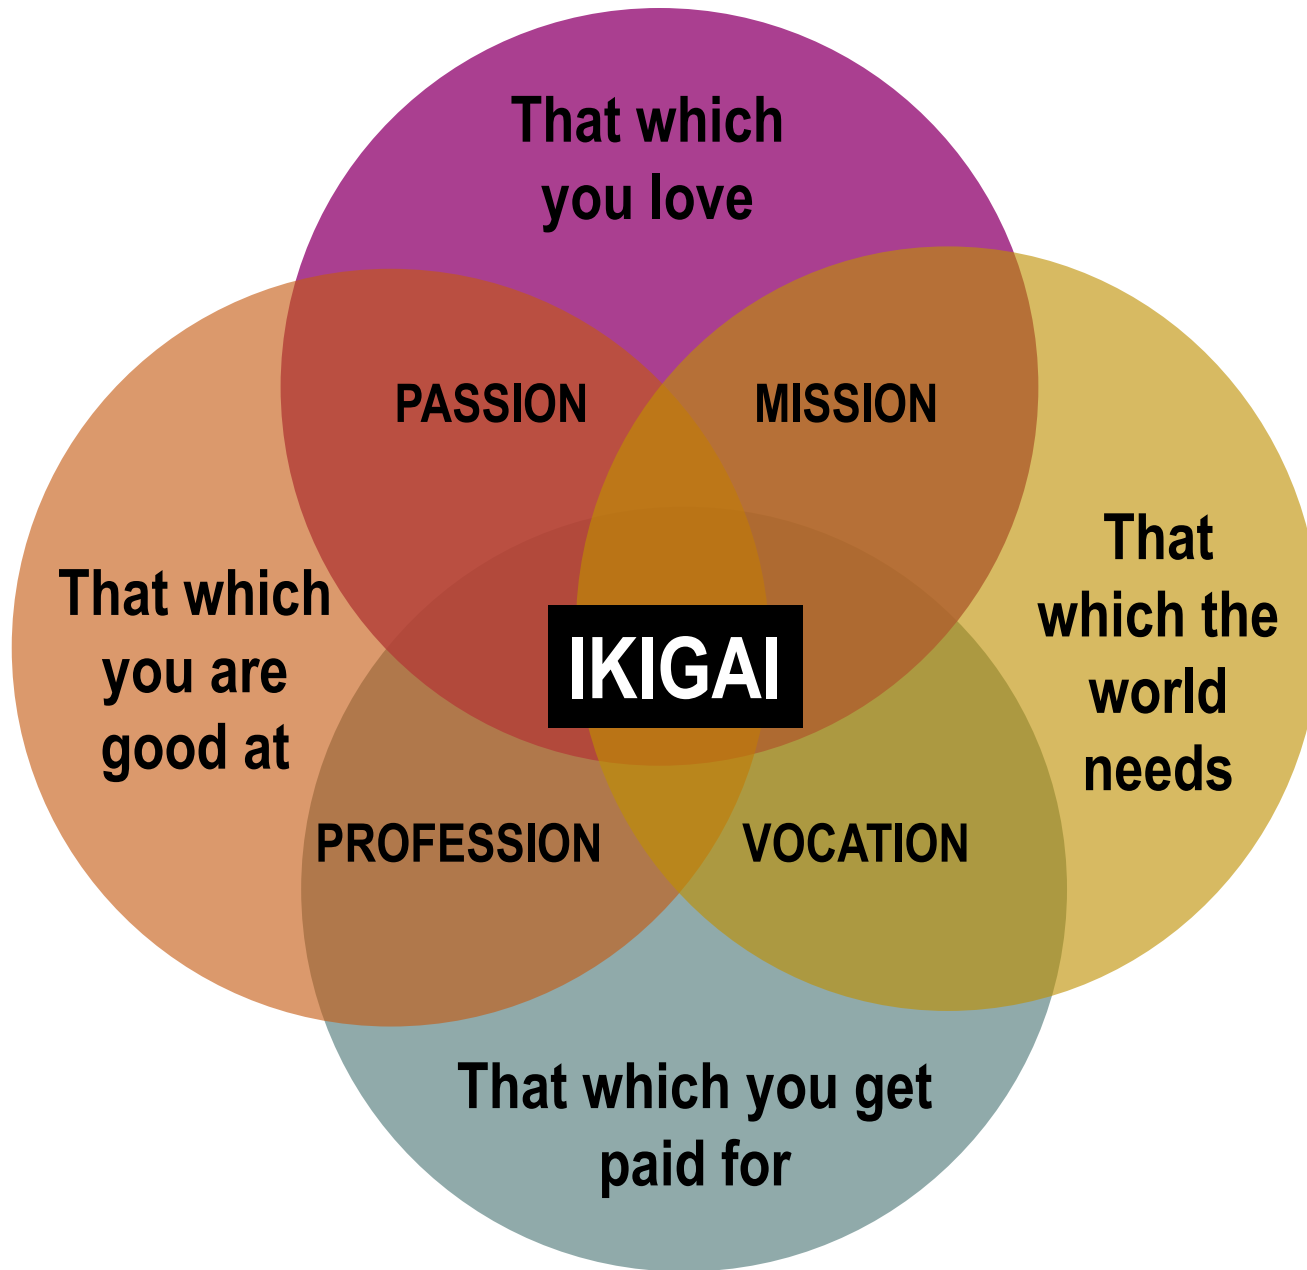 That which
you love
PASSION
MISSION
That which
you are
good at
IKIGAI
That
which the
world
needs
PROFESSION
VOCATION
That which you get
paid for